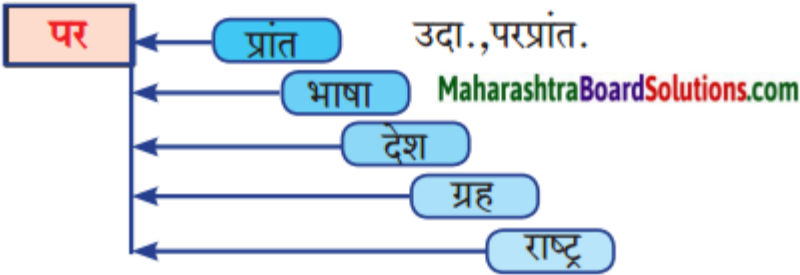 पर प्रांत उदा.,परप्रांत.
भाषा MaharashtraBoardSolutions.com
देश
ग्रह
राष्ट्र